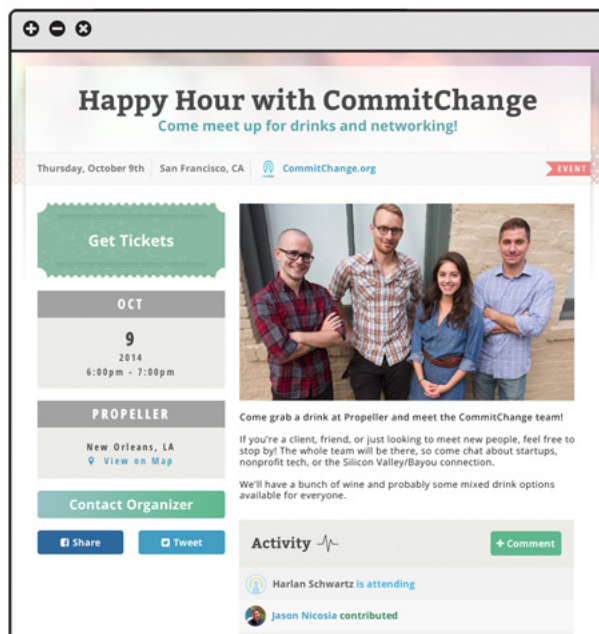 Happy Hour with CommitChange
Come meet up for drinks and networking!
Thursday, October 9th San Francisco, CA CommitChange.org EVENT
Get Tickets
OCT
9
2014
6:00pm - 7:00pm
PROPELLER
New Orleans, LA
View on Map
Contact Organizer
Share Tweet
Come grab a drink at Propeller and meet the CommitChange team!
If you're a client, friend, or just looking to meet new people, feel free to
stop by! The whole team will be there, so come chat about startups,
nonprofit tech, or the Silicon Valley/Bayou connection.
We'll have a bunch of wine and probably some mixed drink options
available for everyone.
Activity
+ Comment
Harlan Schwartz is attending
Jason Nicosia contributed